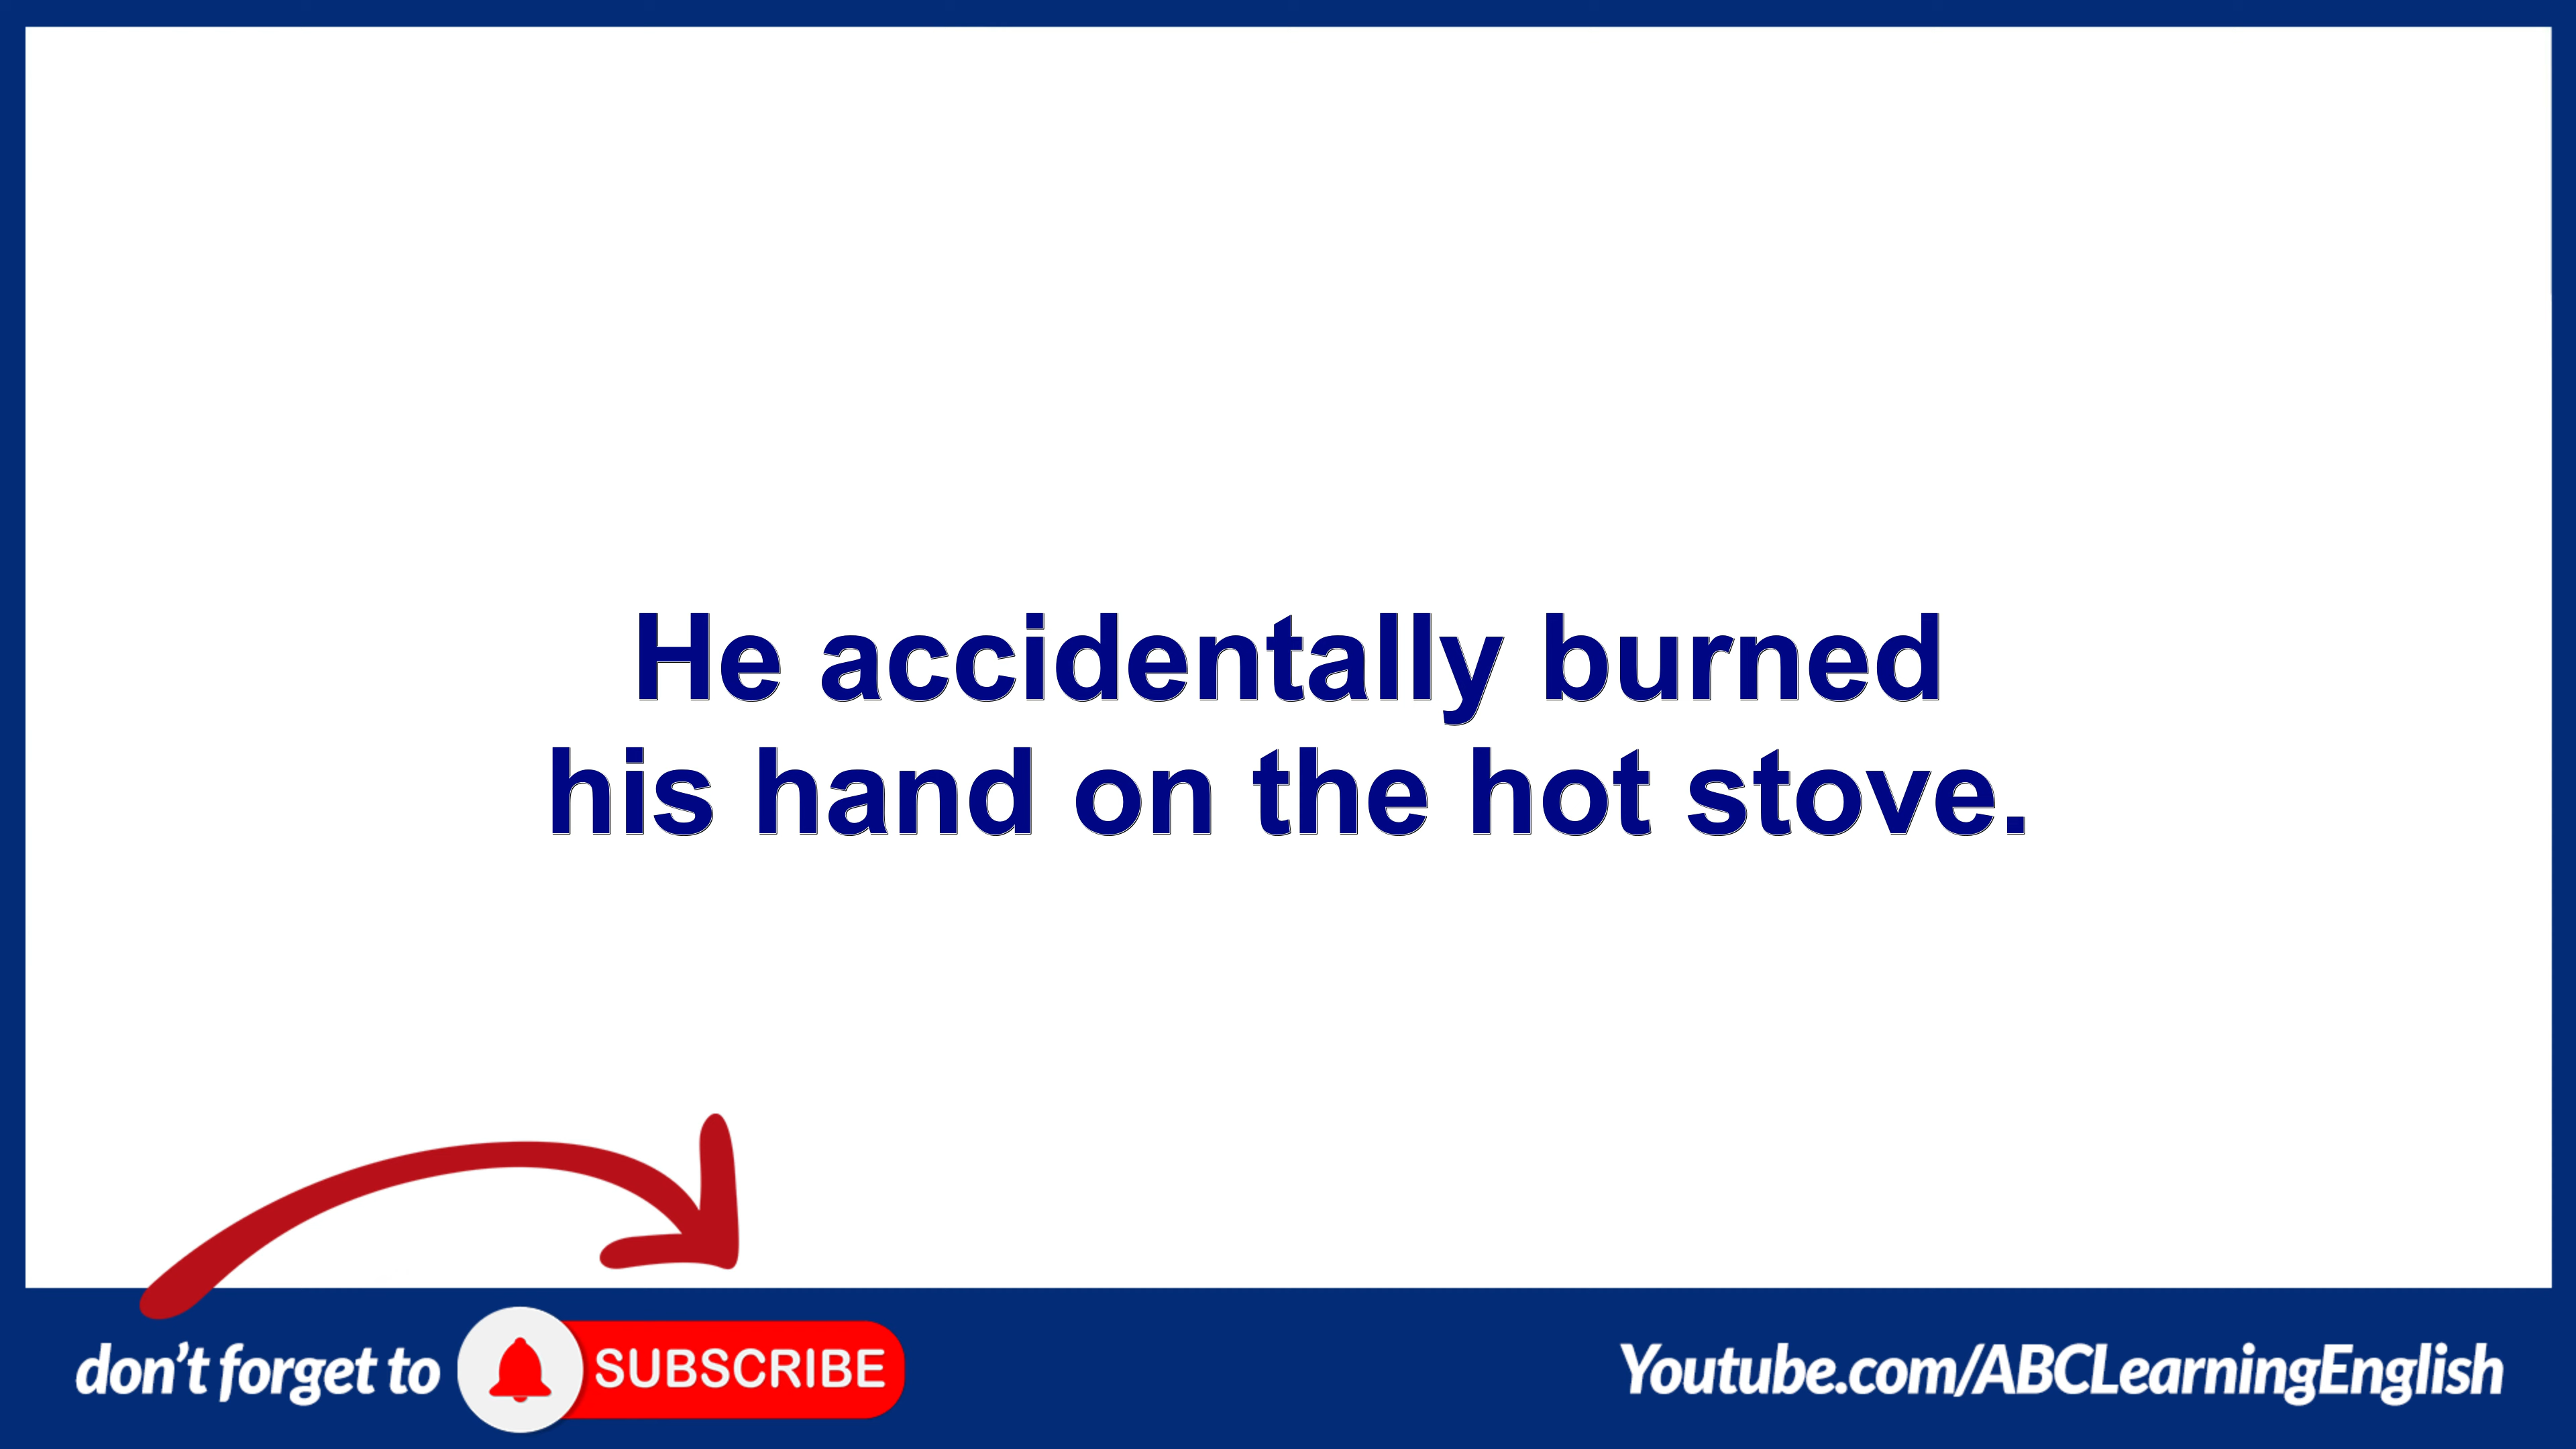 He accidentally burned
his hand on the hot stove.
don't forget to SUBSCRIBE Youtube.com/ABCLearningEnglish